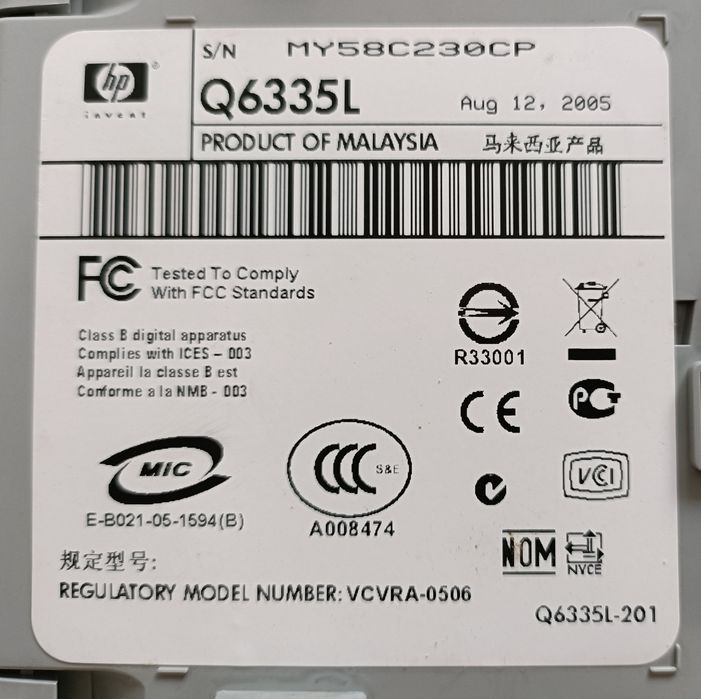 hp
®
invent
S/N MY58C230CP
Q6335L Aug 12, 2005
PRODUCT OF MALAYSIA 马来西亚产品
FC Tested To Comply
With FCC Standards
Class B digital apparatus
Complies with ICES - 003
Appareil la classe B est
Conforme a la NMB - 003
R33001
CE
PCT
MIC
E-B021-05-1594(B)
CCC S&E
A008474
VCI
NOM
NYCE
规定型号:
REGULATORY MODEL NUMBER: VCVRA-0506
Q6335L-201